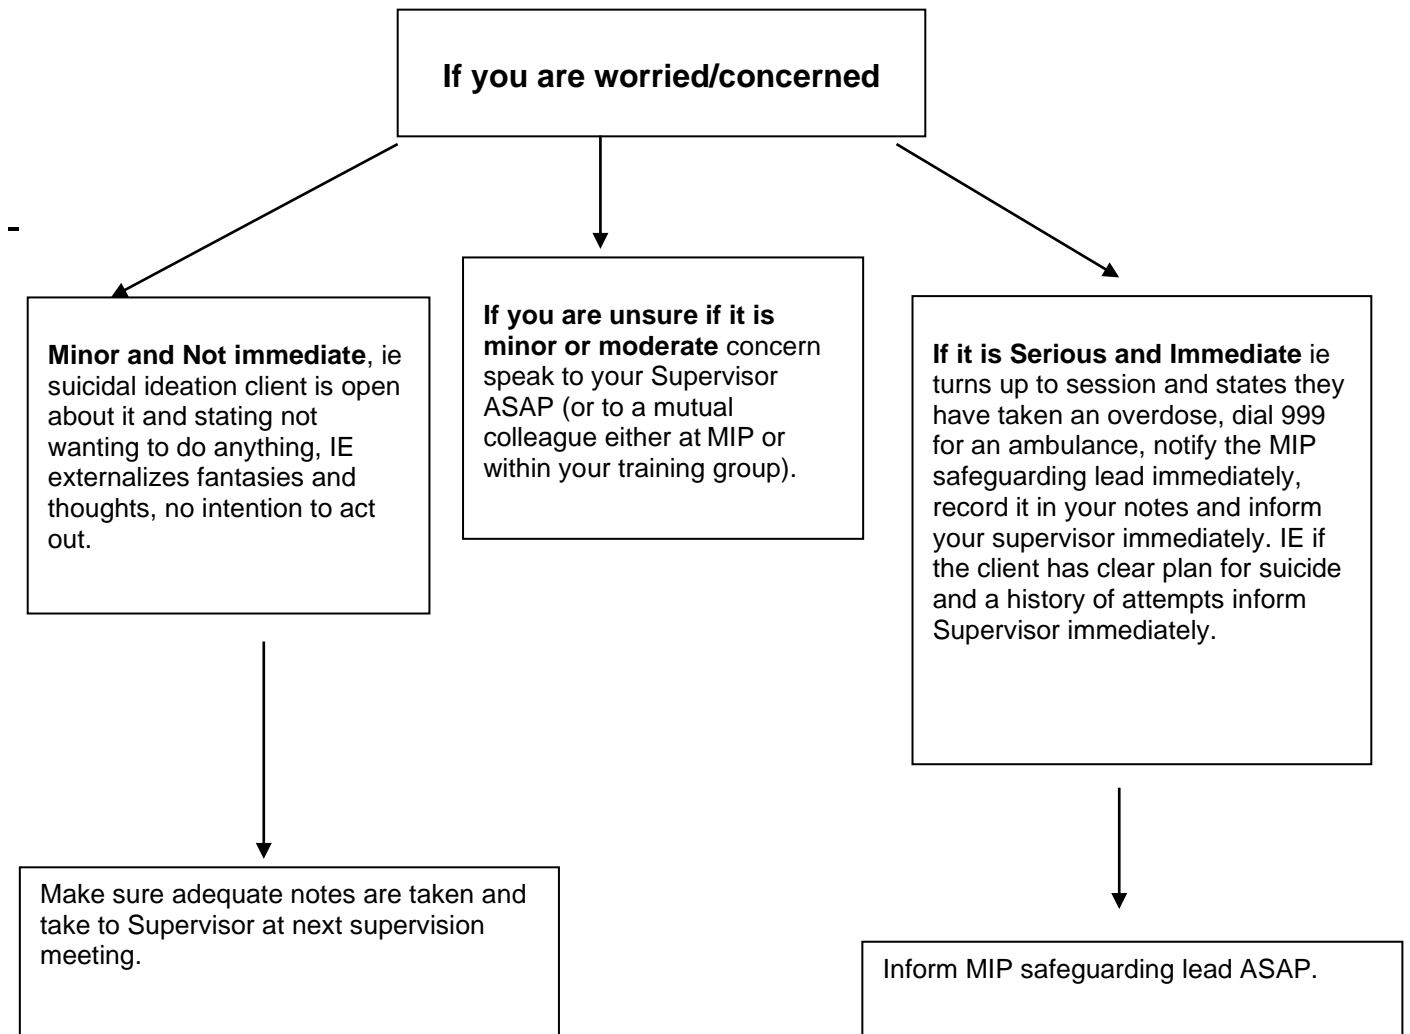 If you are worried/concerned
-
Minor and Not immediate, ie
suicidal ideation client is open
about it and stating not
wanting to do anything, IE
externalizes fantasies and
thoughts, no intention to act
out.
If you are unsure if it is
minor or moderate concern
speak to your Supervisor
ASAP (or to a mutual
colleague either at MIP or
within your training group).
If it is Serious and Immediate ie
turns up to session and states they
have taken an overdose, dial 999
for an ambulance, notify the MIP
safeguarding lead immediately,
record it in your notes and inform
your supervisor immediately. IE if
the client has clear plan for suicide
and a history of attempts inform
Supervisor immediately.
Make sure adequate notes are taken and
take to Supervisor at next supervision
meeting.
Inform MIP safeguarding lead ASAP.